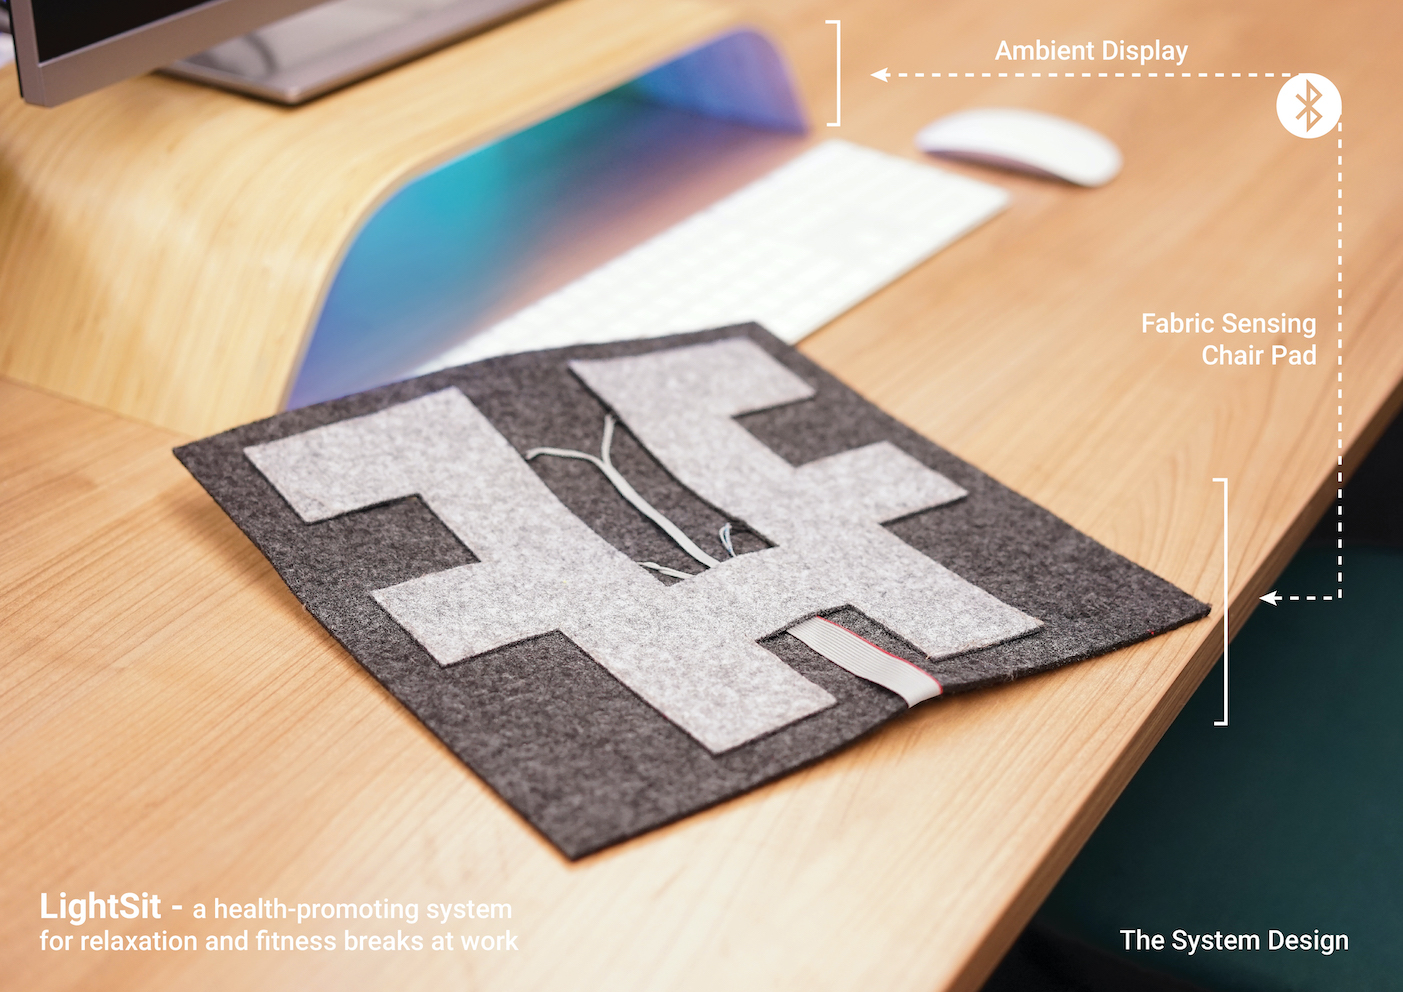 Ambient Display
Fabric Sensing
Chair Pad
LightSit - a health-promoting system
for relaxation and fitness breaks at work
The System Design